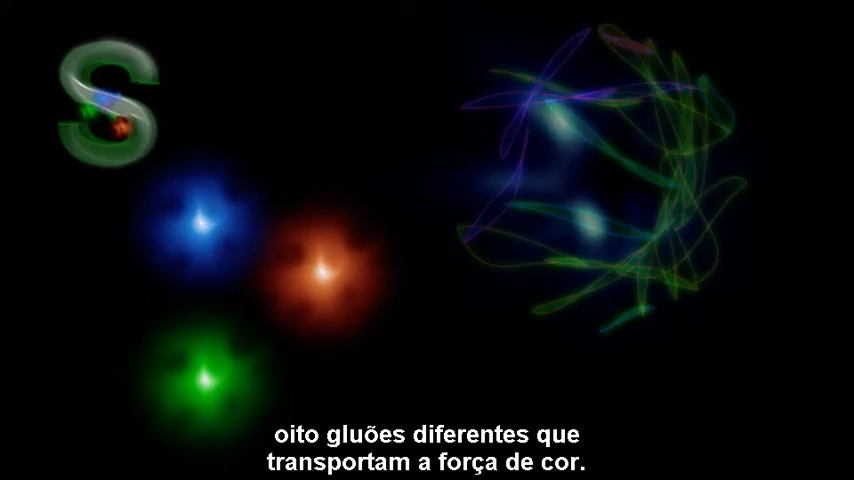 S
oito gluões diferentes que
transportam a força de cor.